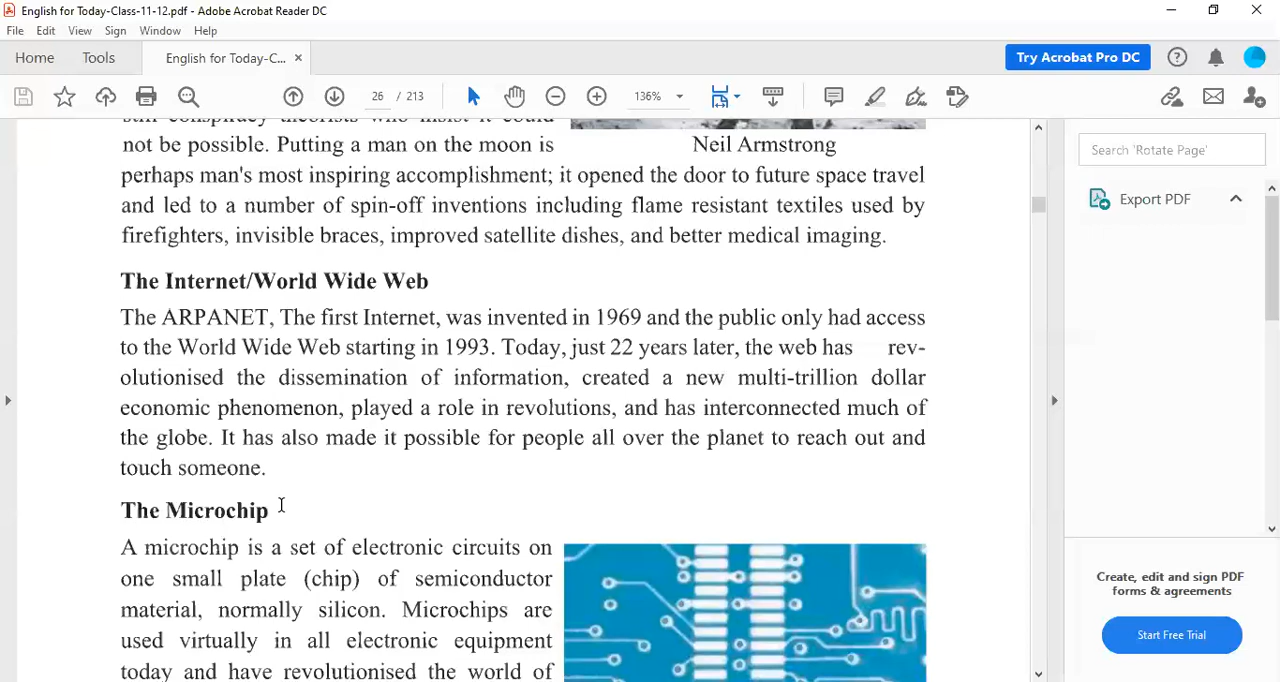 English for Today-Class-11-12.pdf - Adobe Acrobat Reader DC
File Edit View Sign Window Help
Home Tools English for Today-C... ×
Try Acrobat Pro DC
26 / 213 136%
still conspiracy theorists who insist it could
not be possible. Putting a man on the moon is
Neil Armstrong
perhaps man's most inspiring accomplishment; it opened the door to future space travel
and led to a number of spin-off inventions including flame resistant textiles used by
firefighters, invisible braces, improved satellite dishes, and better medical imaging.
The Internet/World Wide Web
The ARPANET, The first Internet, was invented in 1969 and the public only had access
to the World Wide Web starting in 1993. Today, just 22 years later, the web has rev-
olutionised the dissemination of information, created a new multi-trillion dollar
economic phenomenon, played a role in revolutions, and has interconnected much of
the globe. It has also made it possible for people all over the planet to reach out and
touch someone.
The Microchip
A microchip is a set of electronic circuits on
one small plate (chip) of semiconductor
material, normally silicon. Microchips are
used virtually in all electronic equipment
today and have revolutionised the world of
Search 'Rotate Page'
Export PDF
Create, edit and sign PDF
forms & agreements
Start Free Trial